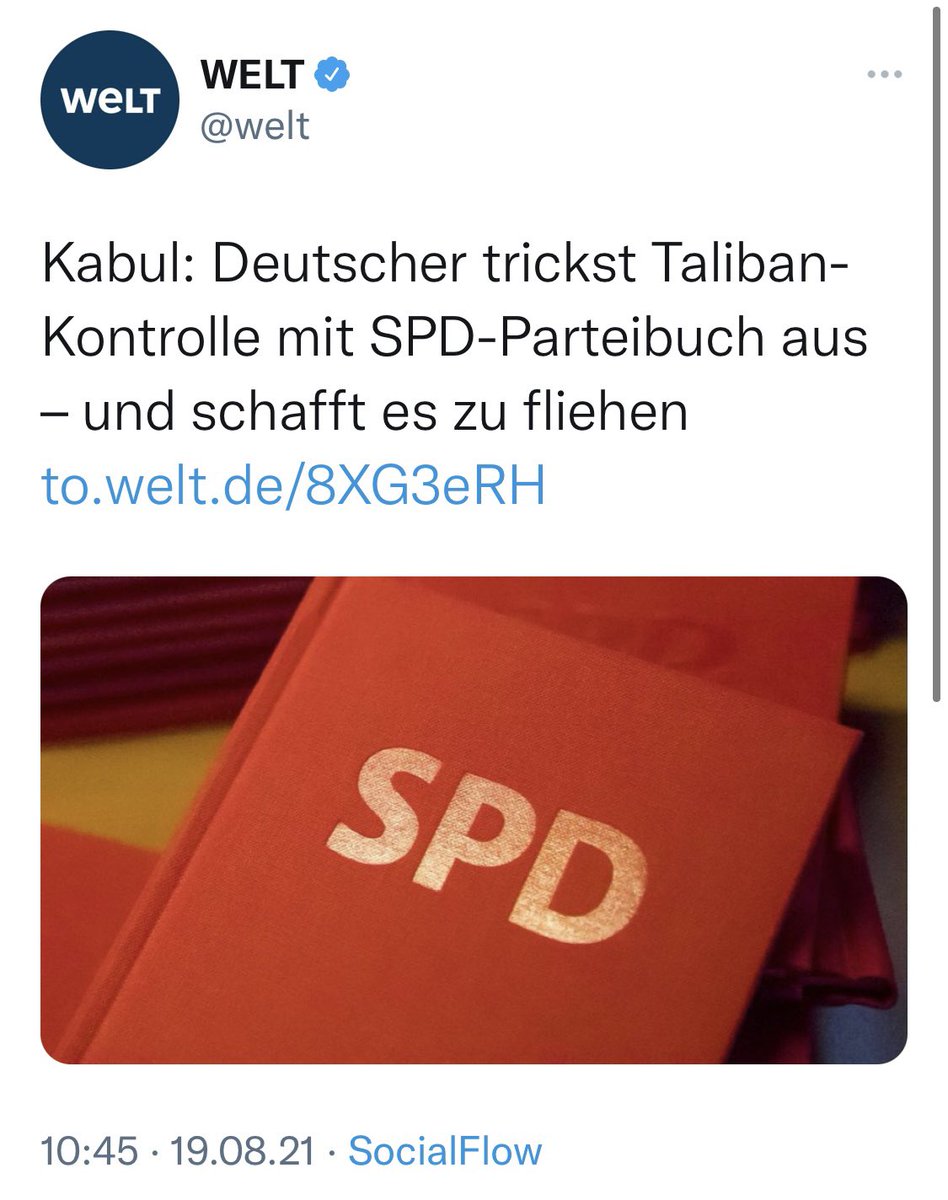 WELT
WELT
@welt
Kabul: Deutscher trickst Taliban-
Kontrolle mit SPD-Parteibuch aus
– und schafft es zu fliehen
to.welt.de/8XG3eRH
SPD
10:45 · 19.08.21 · SocialFlow